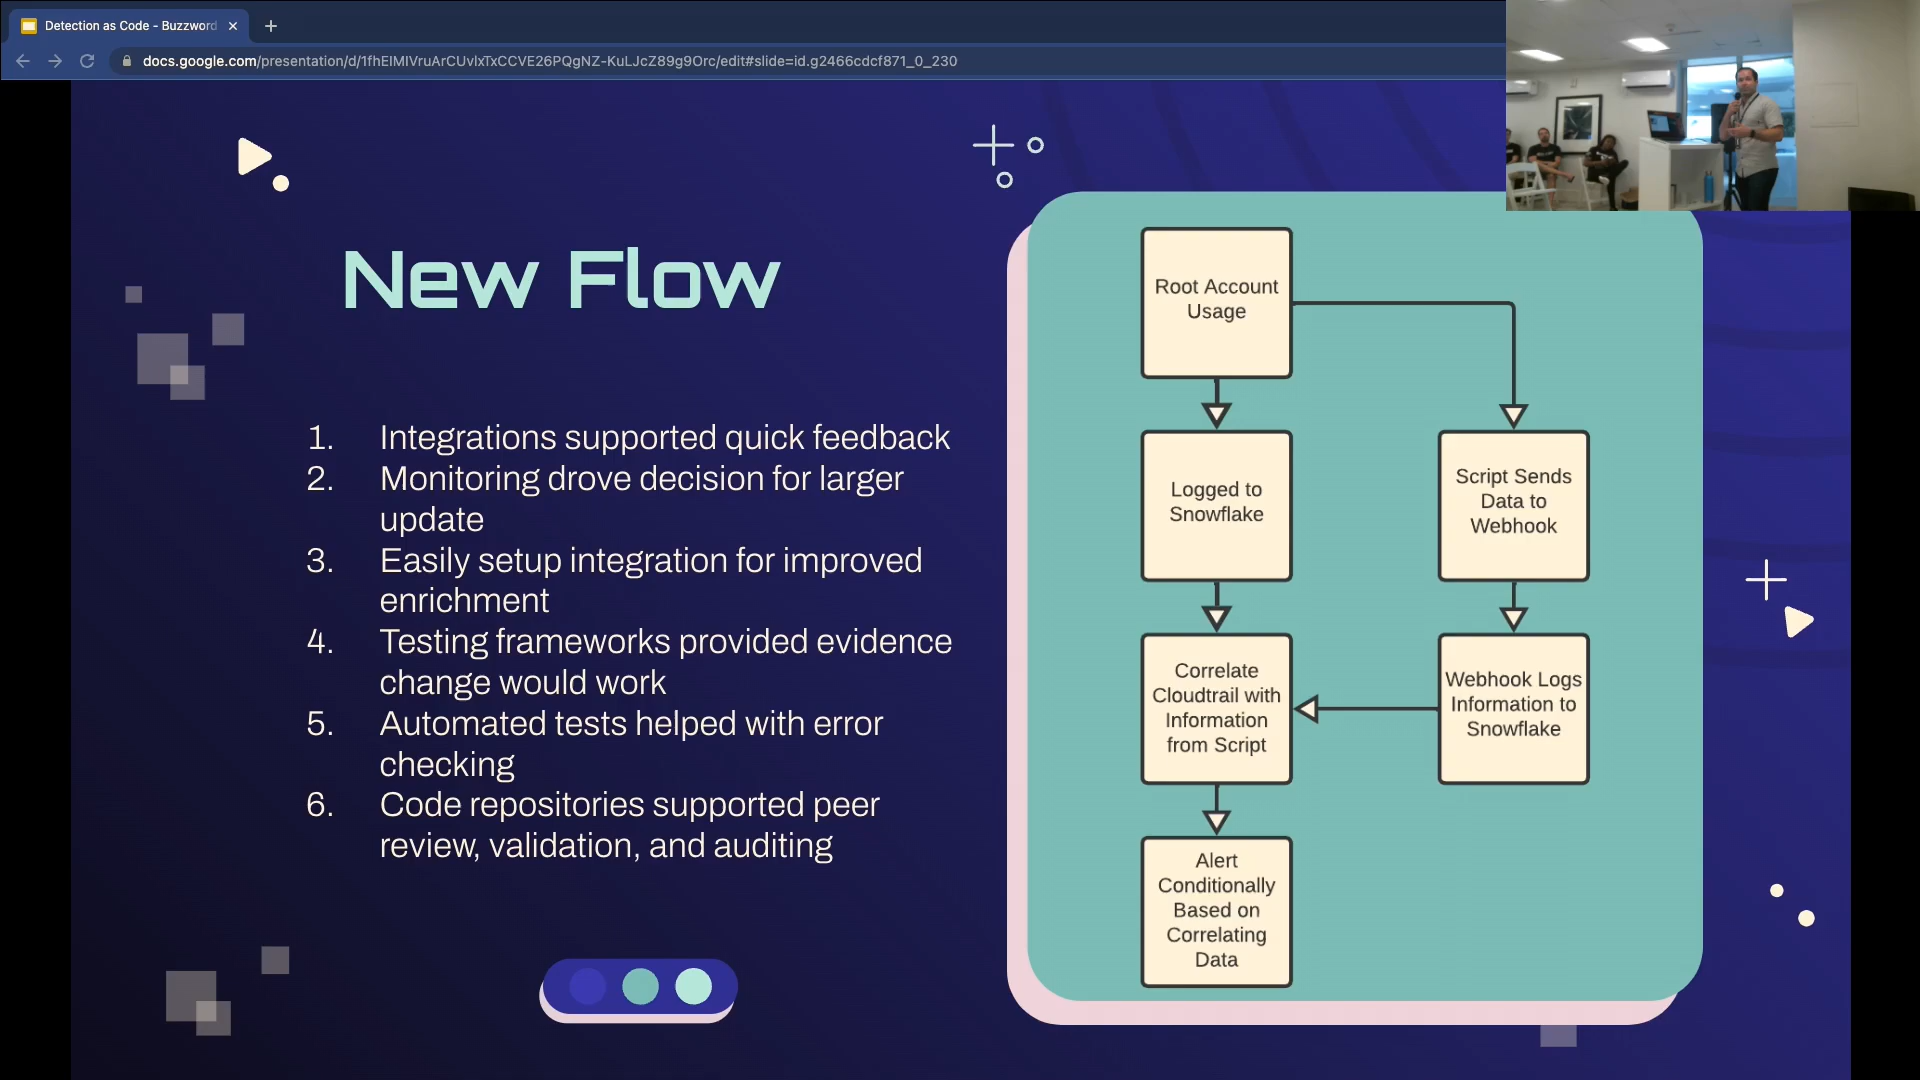 Detection as Code - Buzzword
docs.google.com/presentation/d/1fhEIMIVruArCUvlxTxCCVE26PQgNZ-KuLJcZ89g9Orc/edit#slide=id.g2466cdcf871_0_230
New Flow
1. Integrations supported quick feedback
2. Monitoring drove decision for larger
update
3. Easily setup integration for improved
enrichment
4. Testing frameworks provided evidence
change would work
5. Automated tests helped with error
checking
6. Code repositories supported peer
review, validation, and auditing
Root Account
Usage
Logged to
Snowflake
Script Sends
Data to
Webhook
Correlate
Cloudtrail with
Information
from Script
Webhook Logs
Information to
Snowflake
Alert
Conditionally
Based on
Correlating
Data